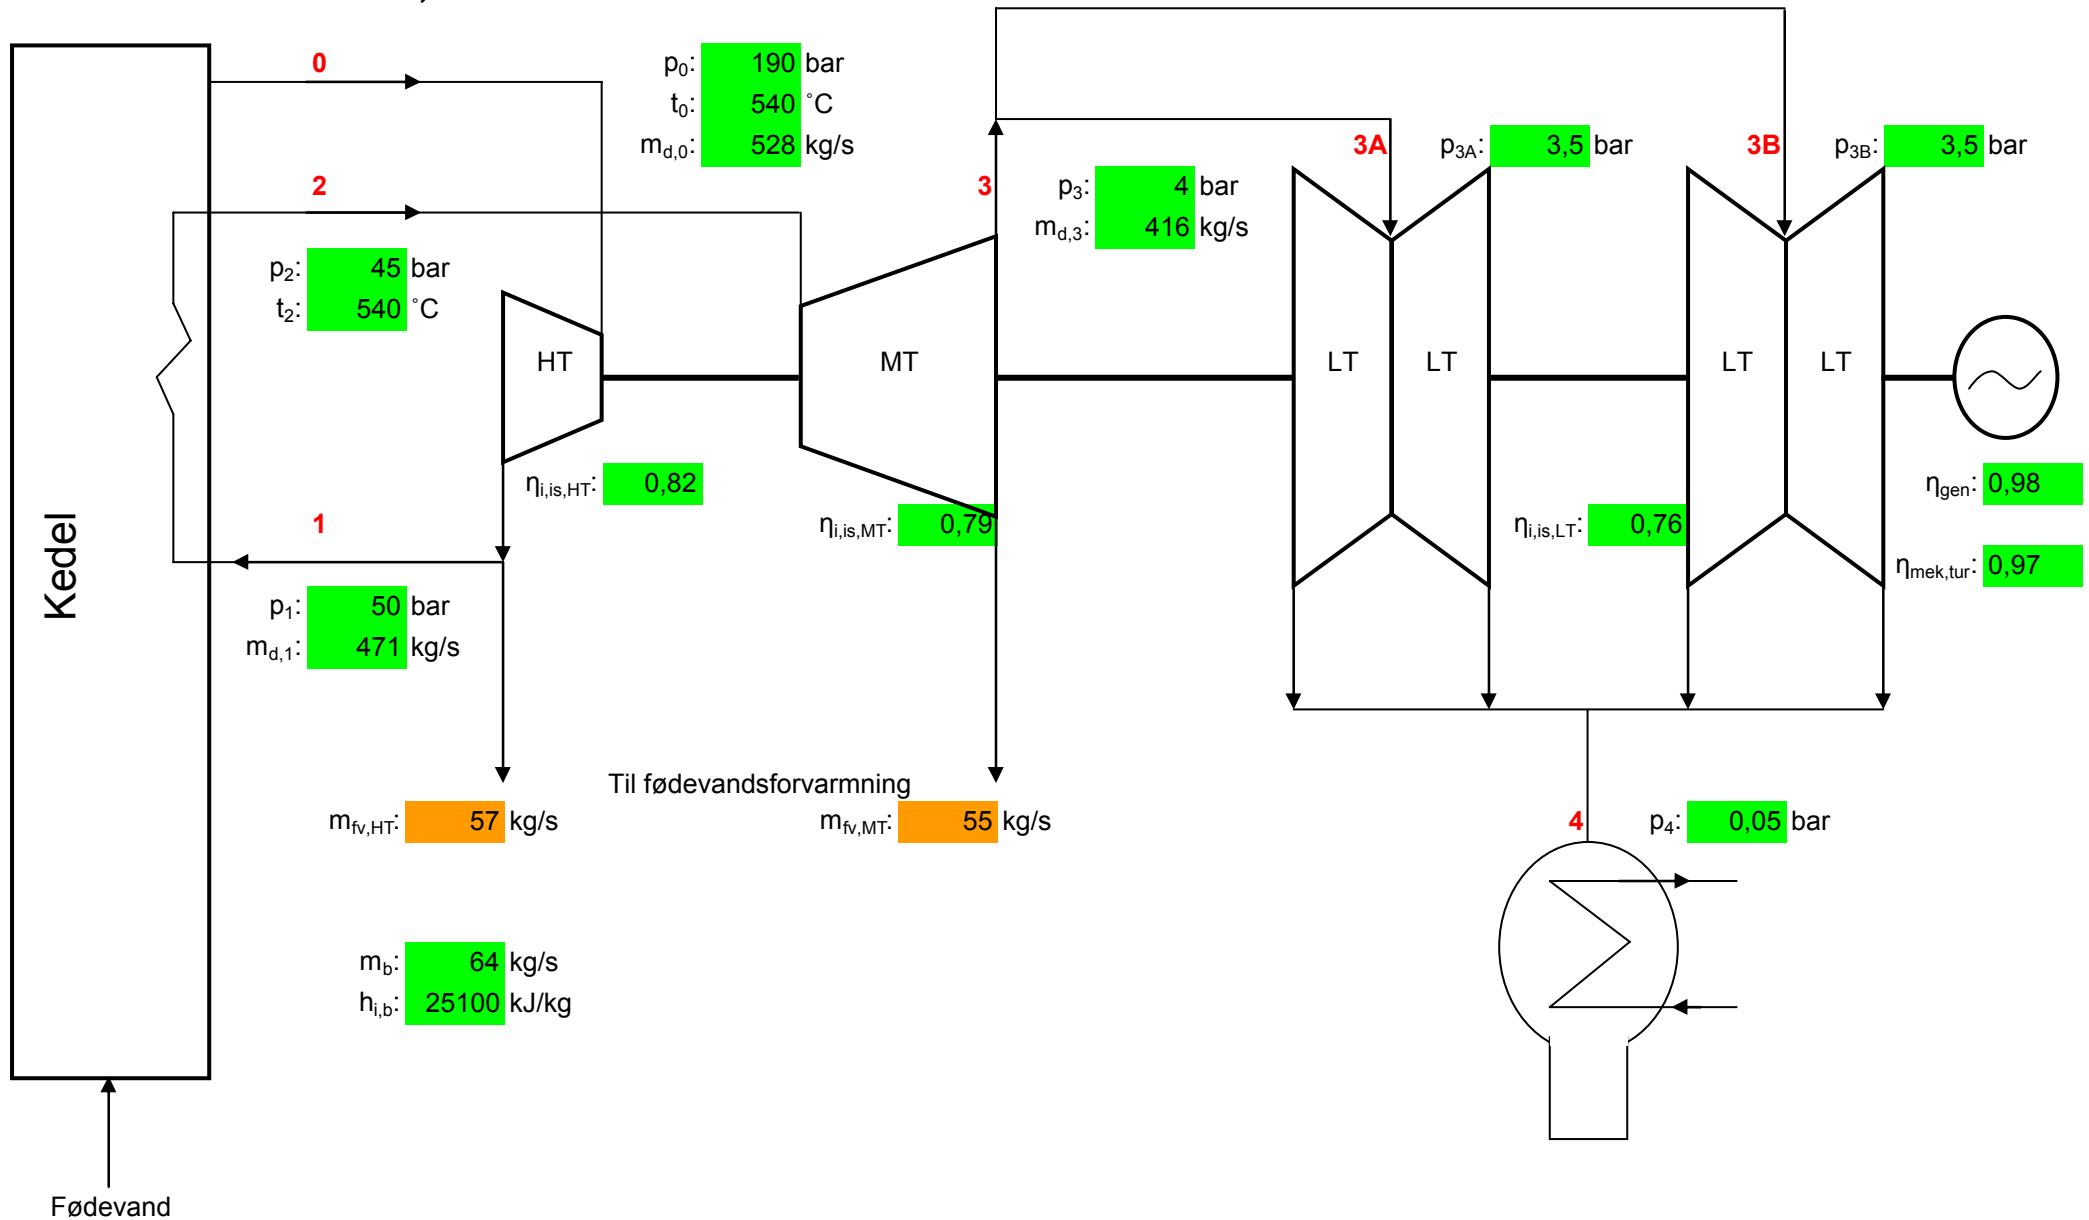 0
p0: 190 bar
t0: 540 ˚C
md,0: 528 kg/s
2
p2: 45 bar
t2: 540 ˚C
3
p3: 4 bar
md,3: 416 kg/s
3A
p3A: 3,5 bar
3B
p3B: 3,5 bar
HT
MT
LT
LT
LT
LT
ηi,is,HT: 0,82
ηi,is,MT: 0,79
ηi,is,LT: 0,76
ηgen: 0,98
ηmek,tur: 0,97
Kedel
1
p1: 50 bar
md,1: 471 kg/s
Til fødevandsforvarmning
mfv,HT: 57 kg/s
mfv,MT: 55 kg/s
4
p4: 0,05 bar
mb: 64 kg/s
hi,b: 25100 kJ/kg
Fødevand